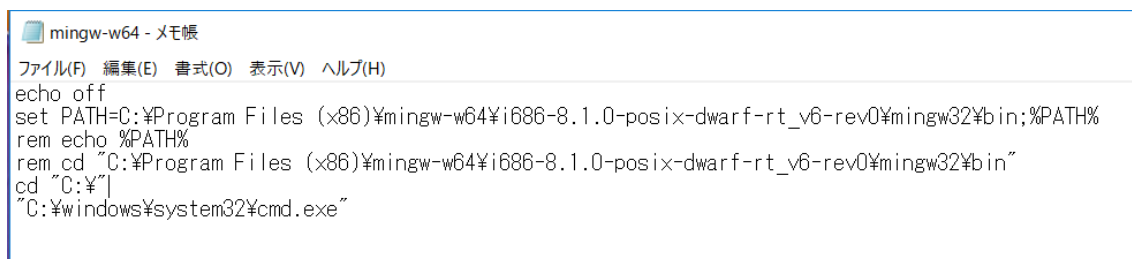 mingw-w64 - メモ帳
ファイル(F) 編集(E) 書式(O) 表示(V) ヘルプ(H)
echo off
set PATH=C:¥Program Files (x86)¥mingw-w64¥i686-8.1.0-posix-dwarf-rt_v6-rev0¥mingw32¥bin;%PATH%
rem echo %PATH%
rem cd "C:¥Program Files (x86)¥mingw-w64¥i686-8.1.0-posix-dwarf-rt_v6-rev0¥mingw32¥bin"
cd "C:¥"
"C:¥windows¥system32¥cmd.exe"